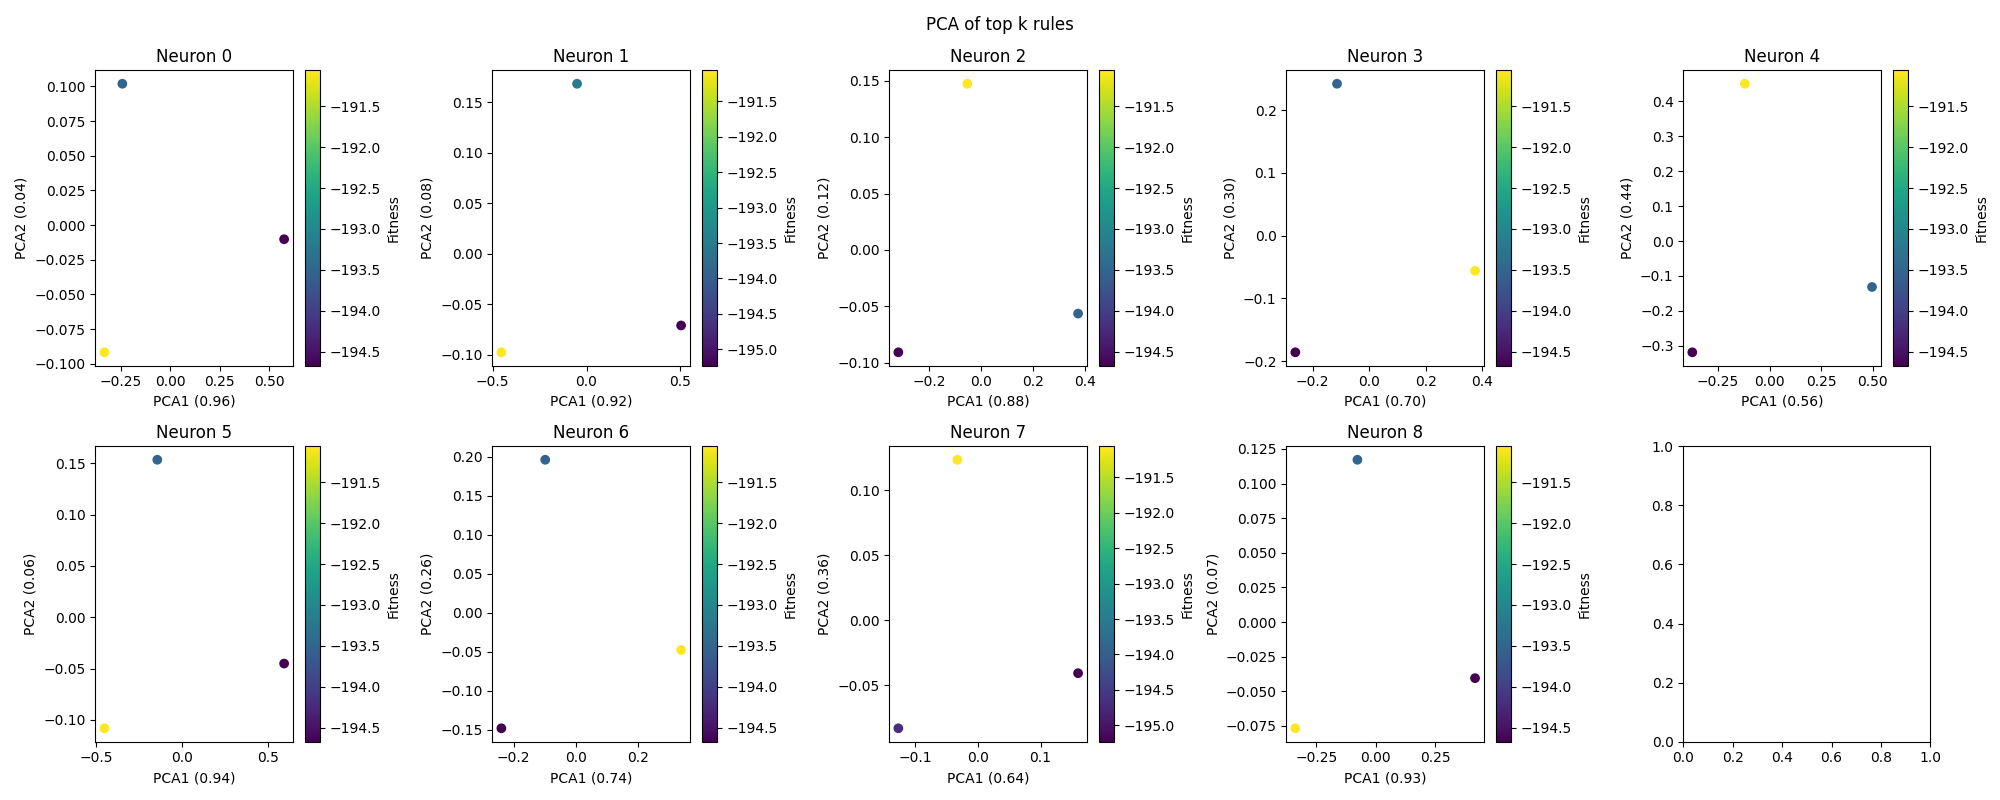 PCA of top k rules
Neuron 0
0.100
0.075
0.050
0.025
0.000
−0.025
−0.050
−0.075
−0.100
PCA2 (0.04)
−0.25 0.00 0.25 0.50
PCA1 (0.96)
−191.5
−192.0
−192.5
−193.0
−193.5
−194.0
−194.5
Fitness
Neuron 1
0.15
0.10
0.05
0.00
−0.05
−0.10
PCA2 (0.08)
−0.5 0.0 0.5
PCA1 (0.92)
−191.5
−192.0
−192.5
−193.0
−193.5
−194.0
−194.5
−195.0
Fitness
Neuron 2
0.15
0.10
0.05
0.00
−0.05
−0.10
PCA2 (0.12)
−0.2 0.0 0.2 0.4
PCA1 (0.88)
−191.5
−192.0
−192.5
−193.0
−193.5
−194.0
−194.5
Fitness
Neuron 3
0.2
0.1
0.0
−0.1
−0.2
PCA2 (0.30)
−0.2 0.0 0.2 0.4
PCA1 (0.70)
−191.5
−192.0
−192.5
−193.0
−193.5
−194.0
−194.5
Fitness
Neuron 4
0.4
0.3
0.2
0.1
0.0
−0.1
−0.2
−0.3
PCA2 (0.44)
−0.25 0.00 0.25 0.50
PCA1 (0.56)
−191.5
−192.0
−192.5
−193.0
−193.5
−194.0
−194.5
Fitness
Neuron 5
0.15
0.10
0.05
0.00
−0.05
−0.10
PCA2 (0.06)
−0.5 0.0 0.5
PCA1 (0.94)
−191.5
−192.0
−192.5
−193.0
−193.5
−194.0
−194.5
Fitness
Neuron 6
0.20
0.15
0.10
0.05
0.00
−0.05
−0.10
−0.15
PCA2 (0.26)
−0.2 0.0 0.2
PCA1 (0.74)
−191.5
−192.0
−192.5
−193.0
−193.5
−194.0
−194.5
Fitness
Neuron 7
0.10
0.05
0.00
−0.05
PCA2 (0.36)
−0.1 0.0 0.1
PCA1 (0.64)
−191.5
−192.0
−192.5
−193.0
−193.5
−194.0
−194.5
−195.0
Fitness
Neuron 8
0.125
0.100
0.075
0.050
0.025
0.000
−0.025
−0.050
−0.075
PCA2 (0.07)
−0.25 0.00 0.25
PCA1 (0.93)
−191.5
−192.0
−192.5
−193.0
−193.5
−194.0
−194.5
Fitness
1.0
0.8
0.6
0.4
0.2
0.0
0.0 0.2 0.4 0.6 0.8 1.0